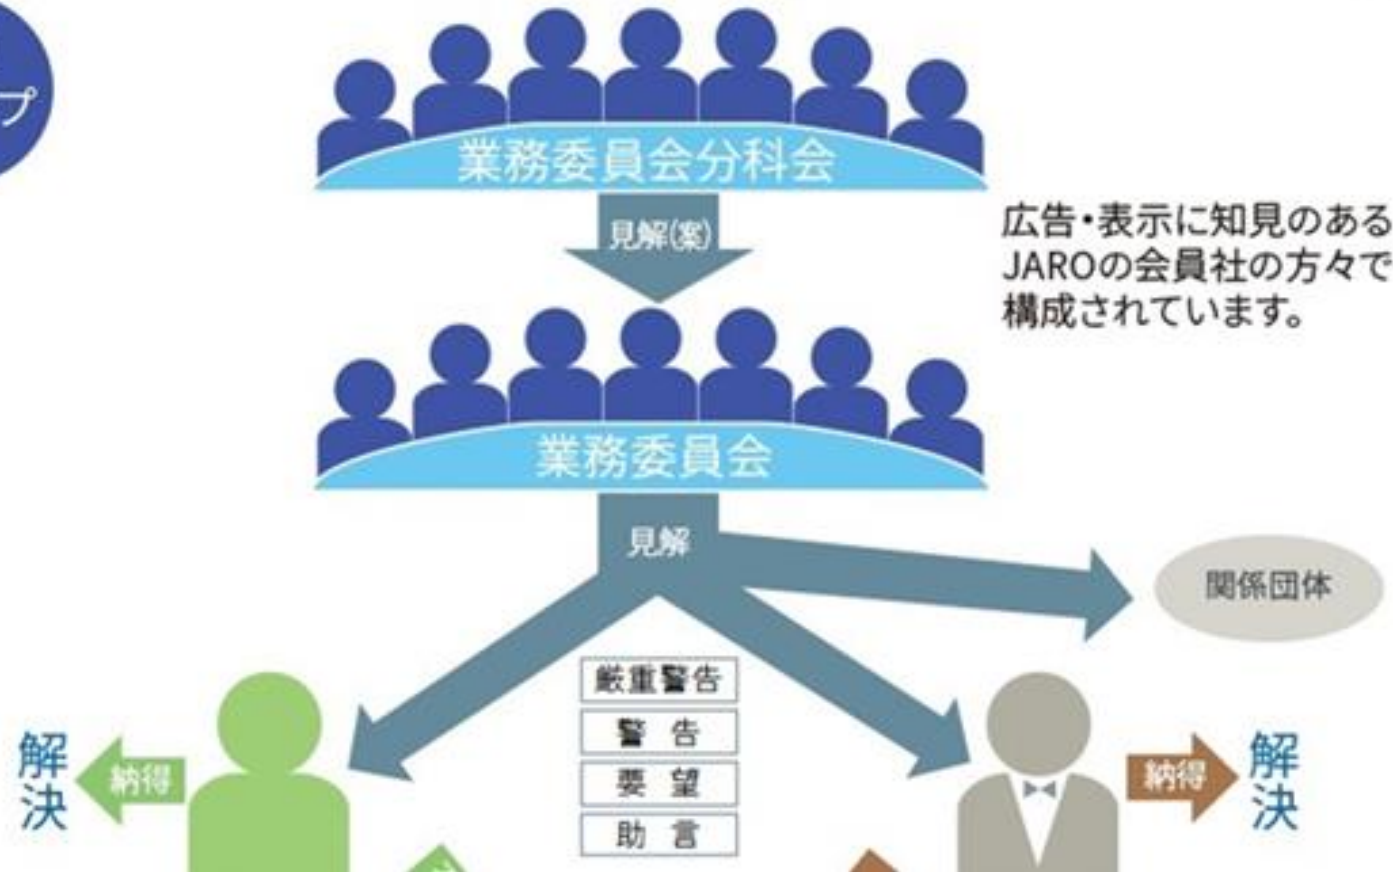 プ
業務委員会分科会
見解(案)
広告・表示に知見のある
JAROの会員社の方々で
構成されています。
業務委員会
見解
関係団体
厳重警告
警 告
要 望
助 言
解決
納得
納得
解決